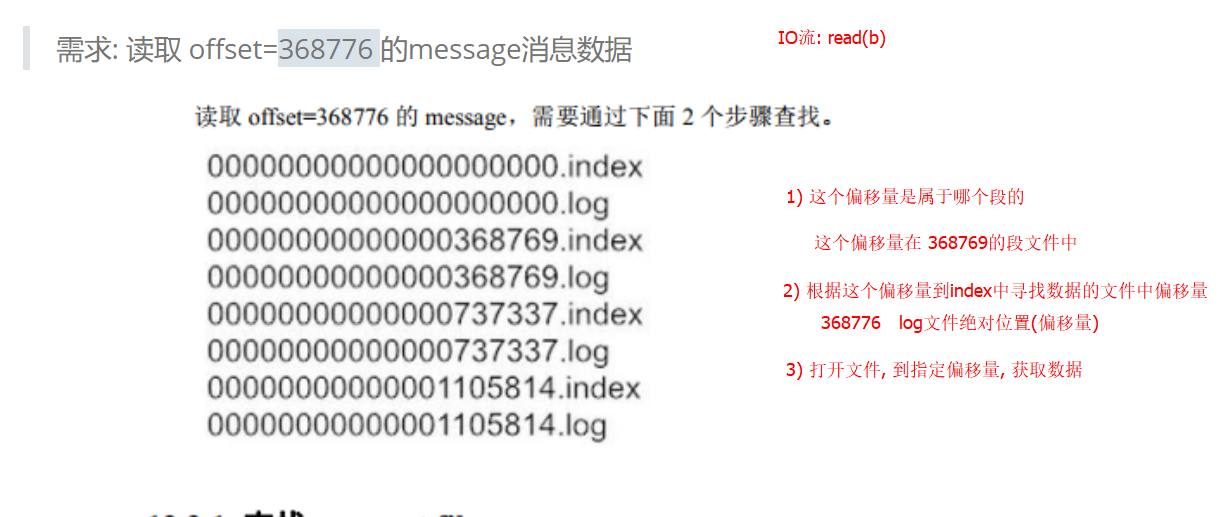 需求: 读取 offset=368776 的message消息数据
IO流: read(b)
读取 offset=368776 的 message，需要通过下面 2 个步骤查找。
00000000000000000000.index
00000000000000000000.log
00000000000000368769.index
00000000000000368769.log
00000000000000737337.index
00000000000000737337.log
00000000000001105814.index
00000000000001105814.log
1) 这个偏移量是属于哪个段的
这个偏移量在 368769的段文件中
2) 根据这个偏移量到index中寻找数据的文件中偏移量
368776 log文件绝对位置(偏移量)
3) 打开文件, 到指定偏移量, 获取数据